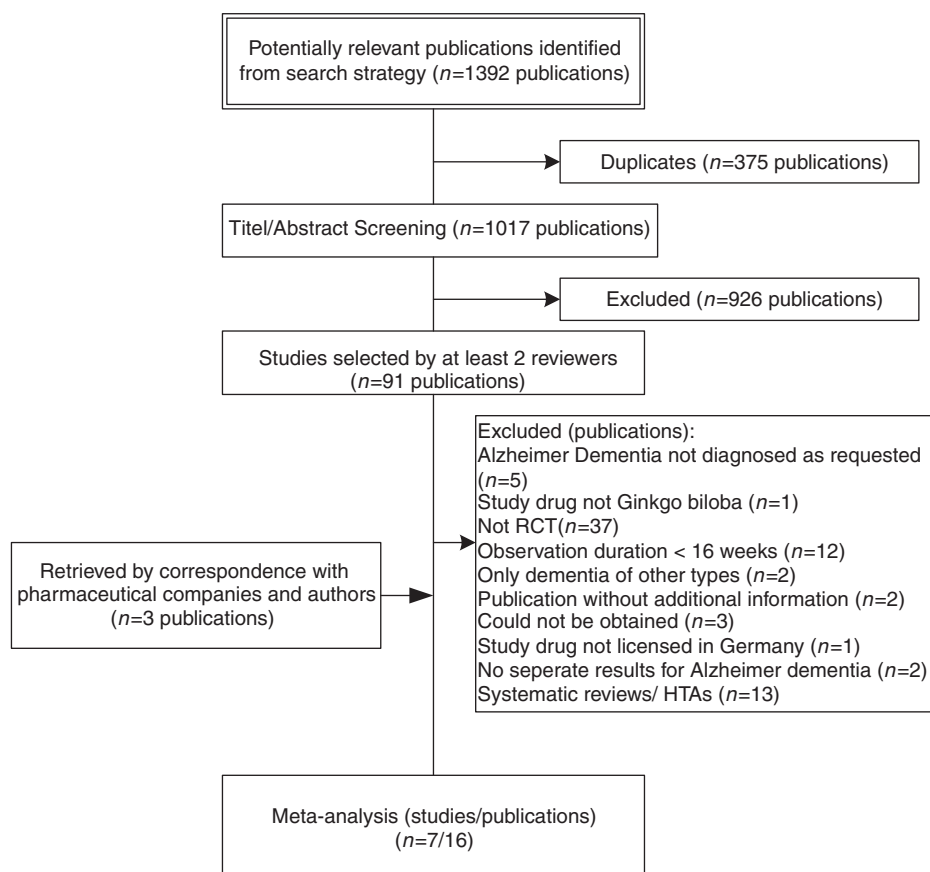 Potentially relevant publications identified
from search strategy (n=1392 publications)
Duplicates (n=375 publications)
Titel/Abstract Screening (n=1017 publications)
Excluded (n=926 publications)
Studies selected by at least 2 reviewers
(n=91 publications)
Excluded (publications):
Alzheimer Dementia not diagnosed as requested
(n=5)
Study drug not Ginkgo biloba (n=1)
Not RCT(n=37)
Observation duration < 16 weeks (n=12)
Only dementia of other types (n=2)
Publication without additional information (n=2)
Could not be obtained (n=3)
Study drug not licensed in Germany (n=1)
No seperate results for Alzheimer dementia (n=2)
Systematic reviews/ HTAs (n=13)
Retrieved by correspondence with
pharmaceutical companies and authors
(n=3 publications)
Meta-analysis (studies/publications)
(n=7/16)